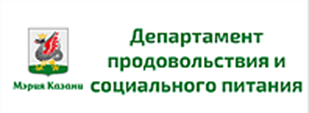 Департамент
продовольствия и
социального питания
Мэрия Казани